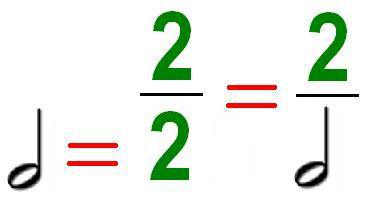 𝅗𝅥 = 2/2 = 2/𝅗𝅥